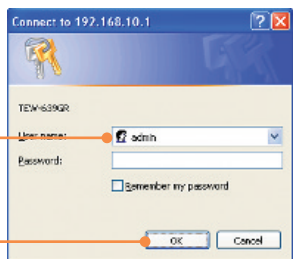 Connect to 192.168.10.1
TEW-639GR
User name:
admin
Password:
Remember my password
OK
Cancel